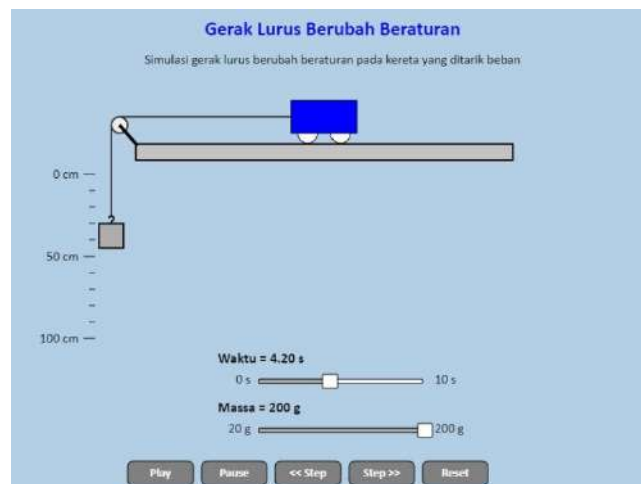 Gerak Lurus Berubah Beraturan
Simulasi gerak lurus berubah beraturan pada kereta yang ditarik beban
0 cm
50 cm
100 cm
Waktu = 4.20 s
0 s 10 s
Massa = 200 g
20 g 200 g
Play Pause << Step Step >> Reset